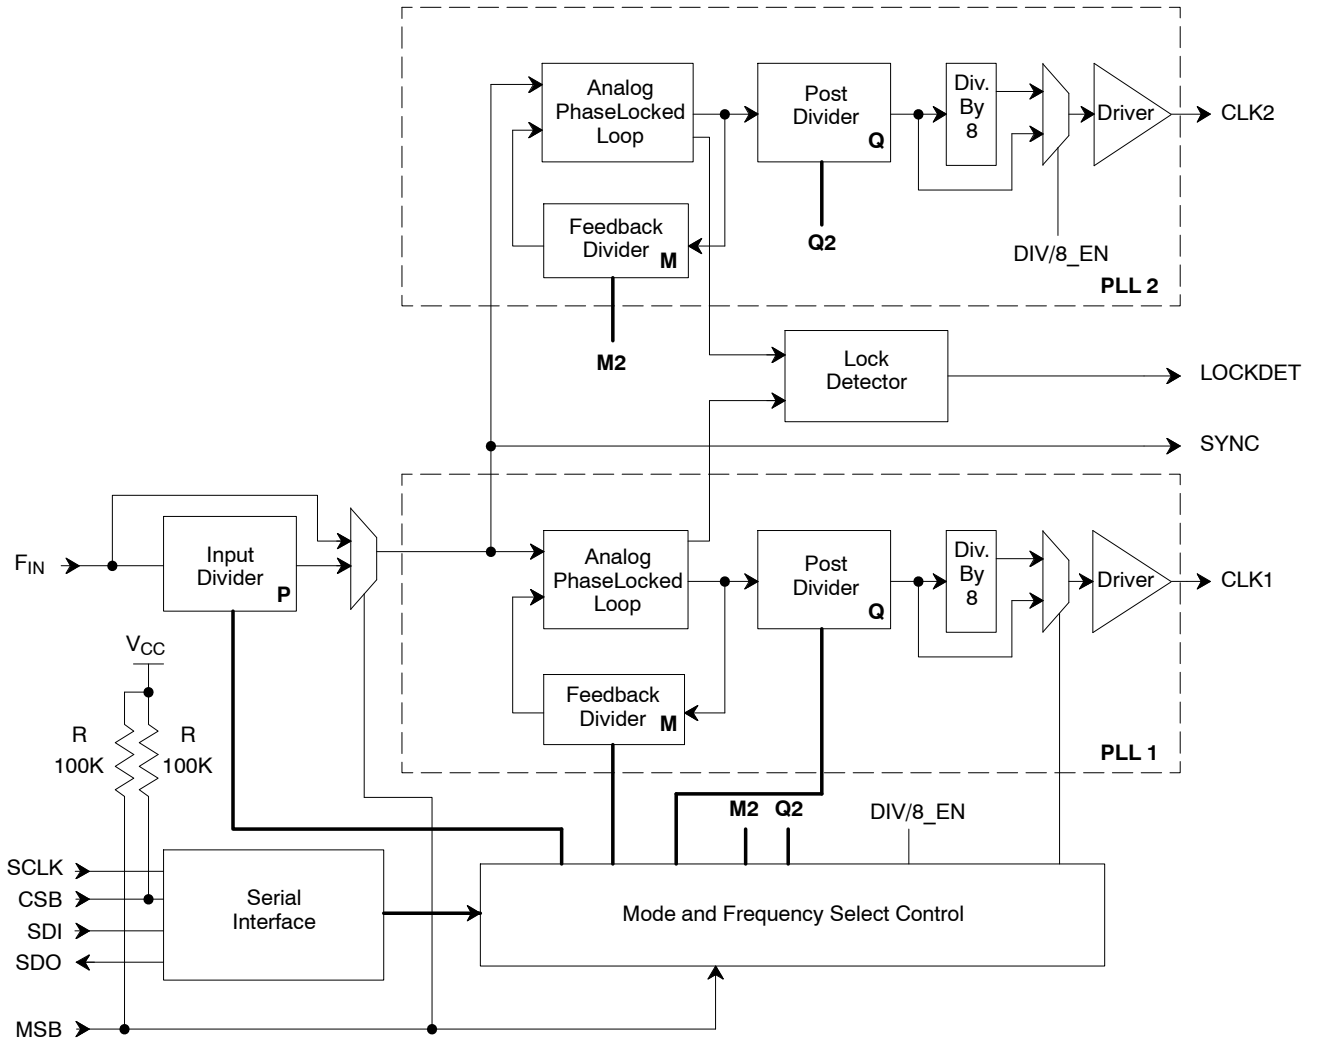 Analog
PhaseLocked
Loop
Post
Divider
Q
Div.
By
8
Driver
CLK2
Feedback
Divider
M
Q2
DIV/8_EN
PLL 2
M2
Lock
Detector
LOCKDET
SYNC
FIN
Input
Divider
P
Analog
PhaseLocked
Loop
Post
Divider
Q
Div.
By
8
Driver
CLK1
Feedback
Divider
M
PLL 1
VCC
R
100K
R
100K
M2
Q2
DIV/8_EN
SCLK
CSB
SDI
SDO
Serial
Interface
Mode and Frequency Select Control
MSB